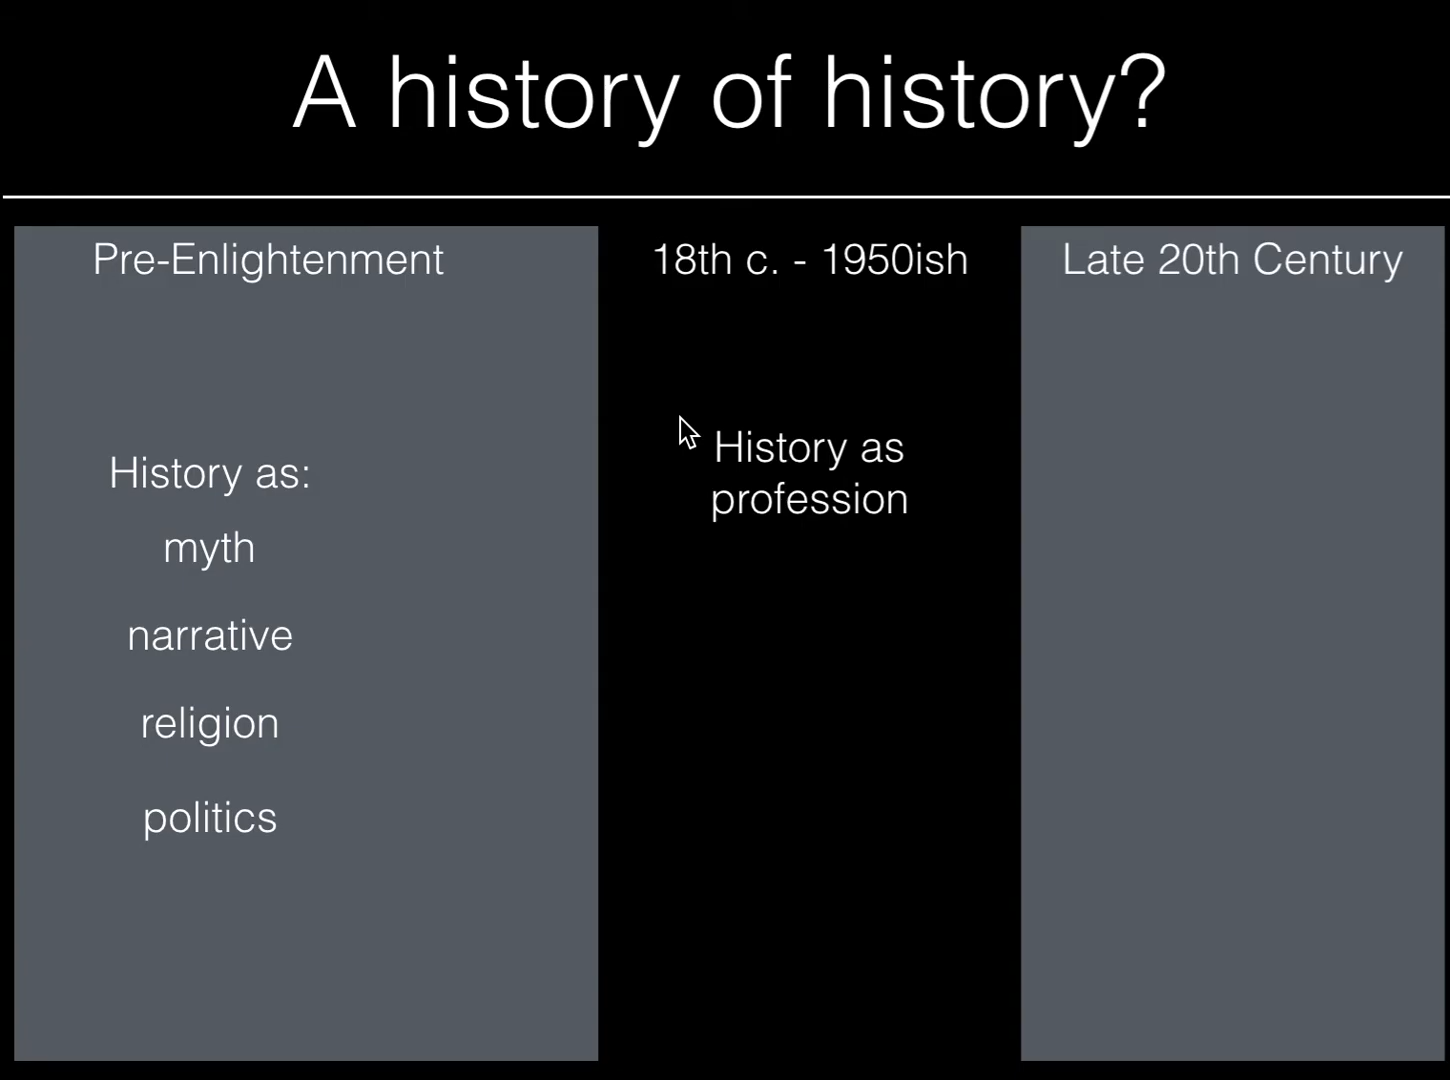 A history of history?
Pre-Enlightenment
History as:
myth
narrative
religion
politics
18th c. - 1950ish
History as
profession
Late 20th Century